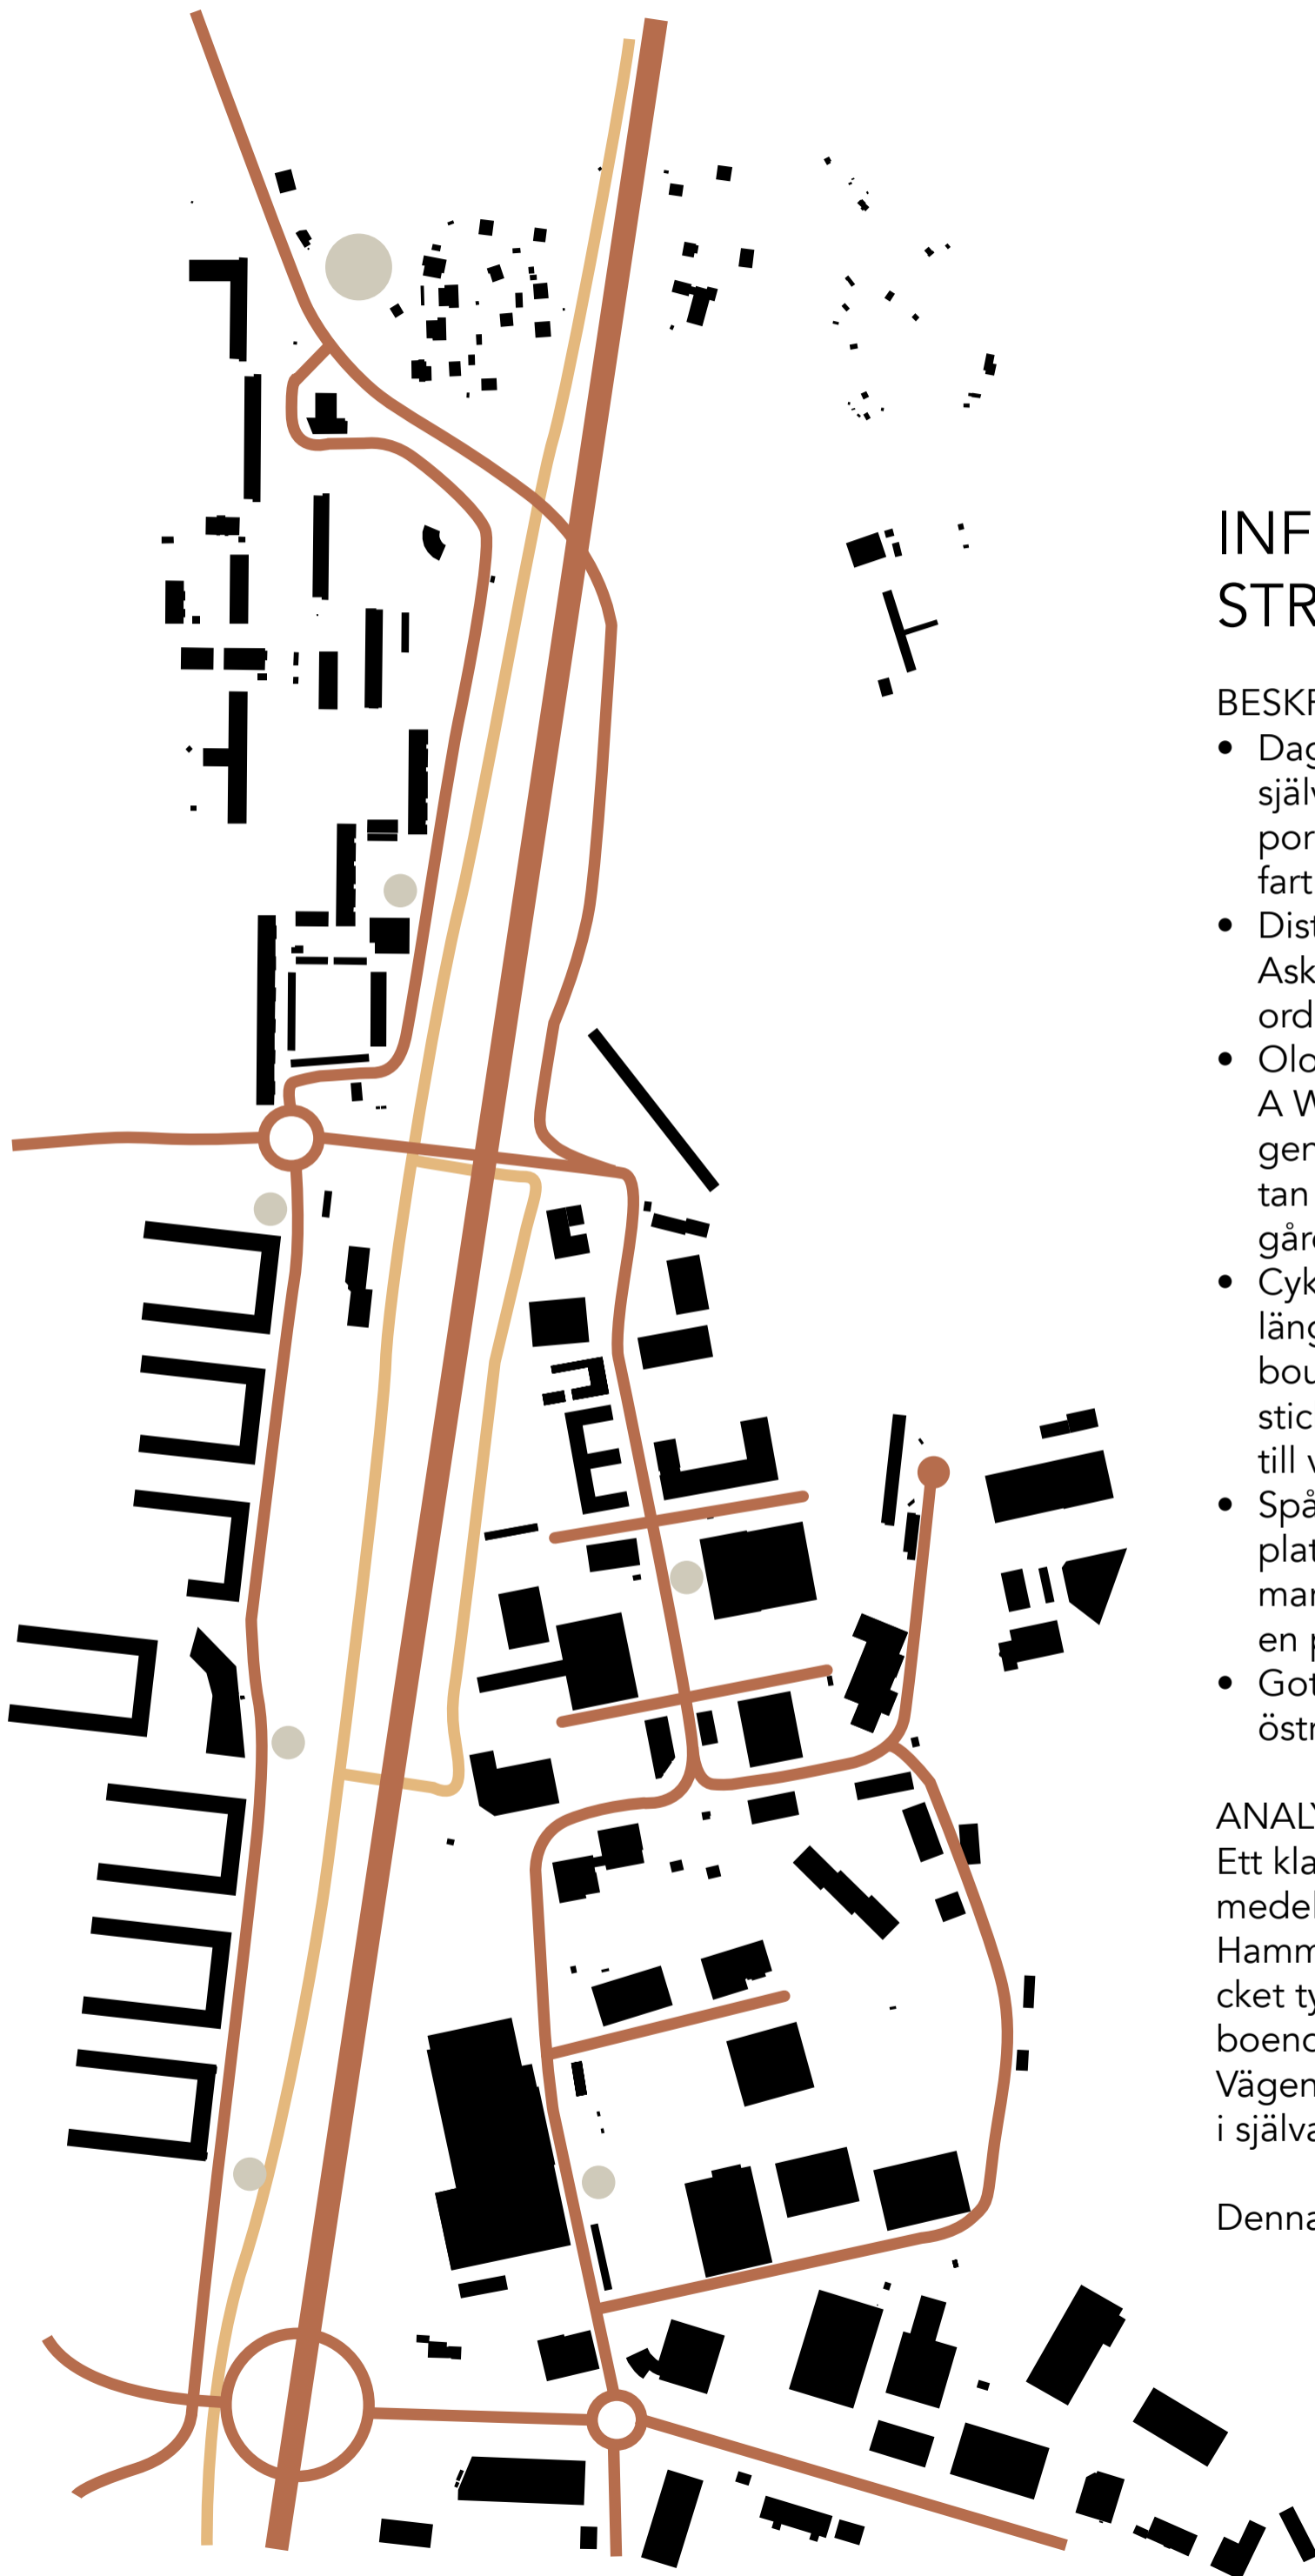 INF
STR
BESKR
• Dag
själv
por
fart
• Dist
Ask
ord
• Olo
A W
gen
tan
gård
• Cyk
läng
bou
stic
till v
• Spå
plat
mar
en p
• Got
östr
ANALY
Ett kla
medel
Hamm
cket ty
boend
Vägen
i själva
Denna